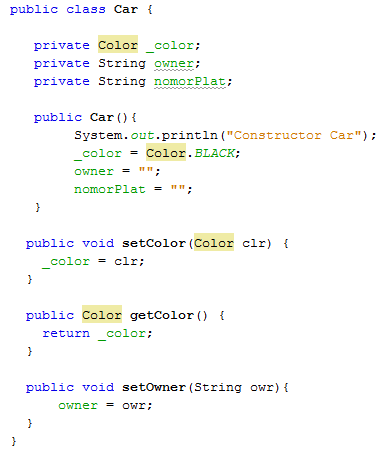 public class Car {
private Color _color;
private String owner;
private String nomorPlat;
public Car(){
System.out.println("Constructor Car");
_color = Color.BLACK;
owner = "";
nomorPlat = "";
}
public void setColor(Color clr) {
_color = clr;
}
public Color getColor() {
return _color;
}
public void setOwner(String owr){
owner = owr;
}
}